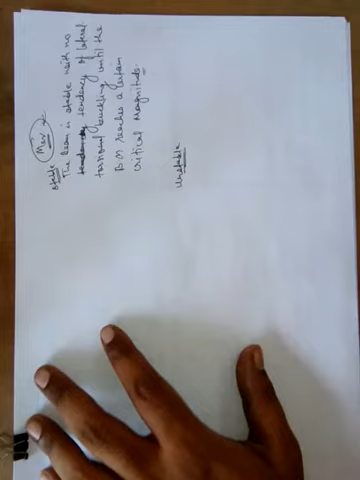 Mcr
Stable
The beam is stable with no
tendency of lateral
torsional buckling until the
B.M reaches a certain
critical magnitude.
Unstable